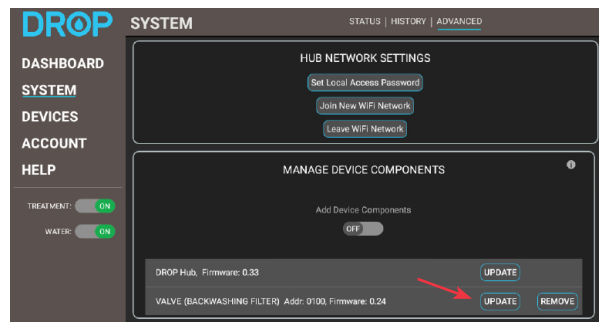 DROP
SYSTEM
STATUS | HISTORY | ADVANCED
DASHBOARD
SYSTEM
DEVICES
ACCOUNT
HELP
TREATMENT: ON
WATER: ON
HUB NETWORK SETTINGS
Set Local Access Password
Join New WiFi Network
Leave WiFi Network
MANAGE DEVICE COMPONENTS
i
Add Device Components
OFF
DROP Hub, Firmware: 0.33 UPDATE
VALVE (BACKWASHING FILTER) Addr: 0100, Firmware: 0.24 UPDATE REMOVE